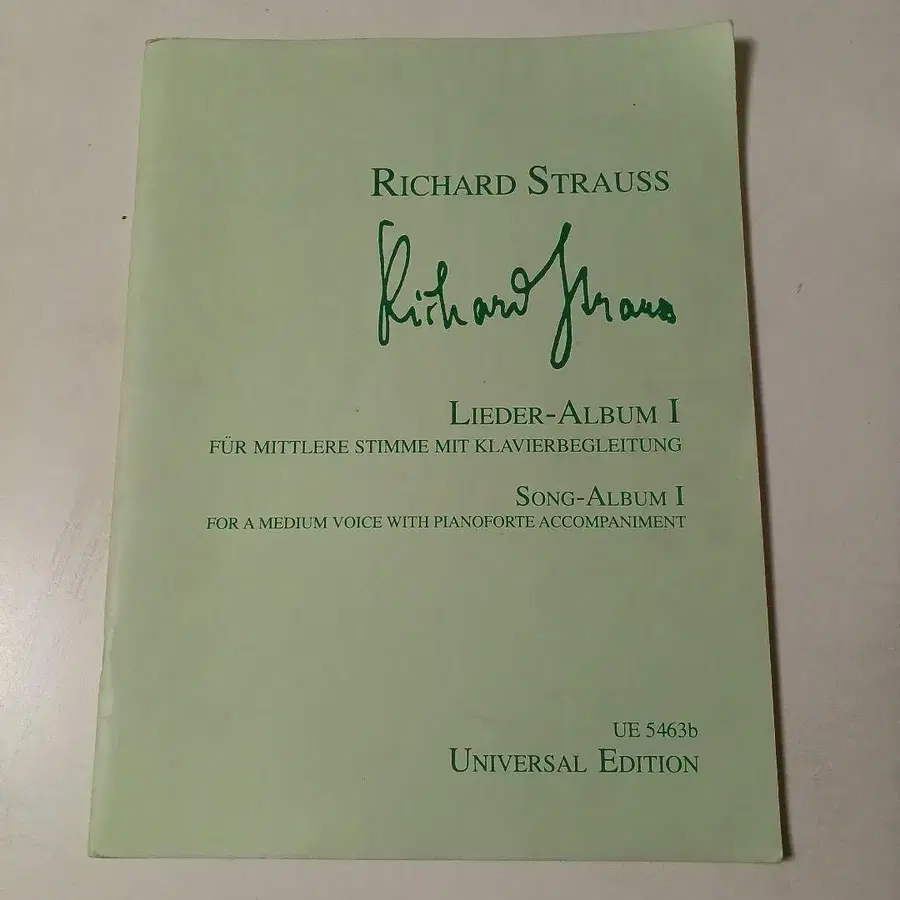 RICHARD STRAUSS
Richard Strauss
LIEDER-ALBUM I
FÜR MITTLERE STIMME MIT KLAVIERBEGLEITUNG
SONG-ALBUM I
FOR A MEDIUM VOICE WITH PIANOFORTE ACCOMPANIMENT
UE 5463b
UNIVERSAL EDITION